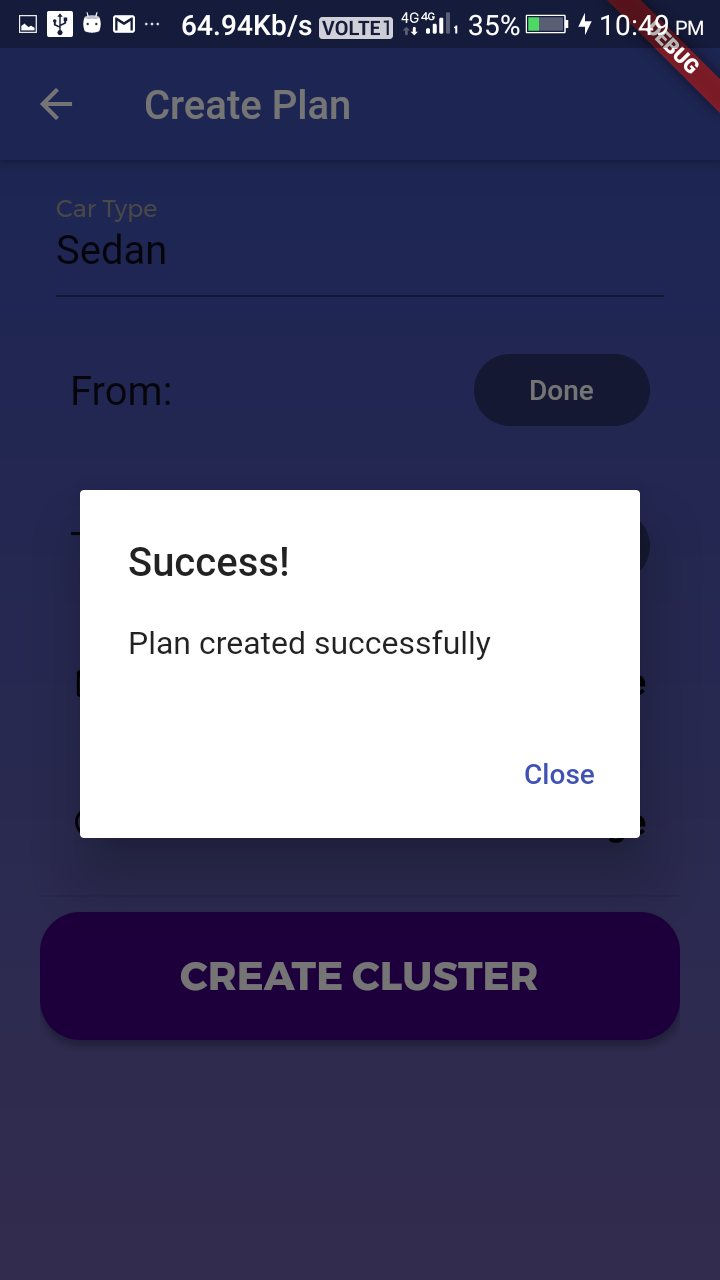 64.94Kb/s VOLTE 1 4G 4G 1 35% 10:49 PM
DEBUG
Create Plan
Car Type
Sedan
From:
Done
Success!
Plan created successfully
Close
CREATE CLUSTER